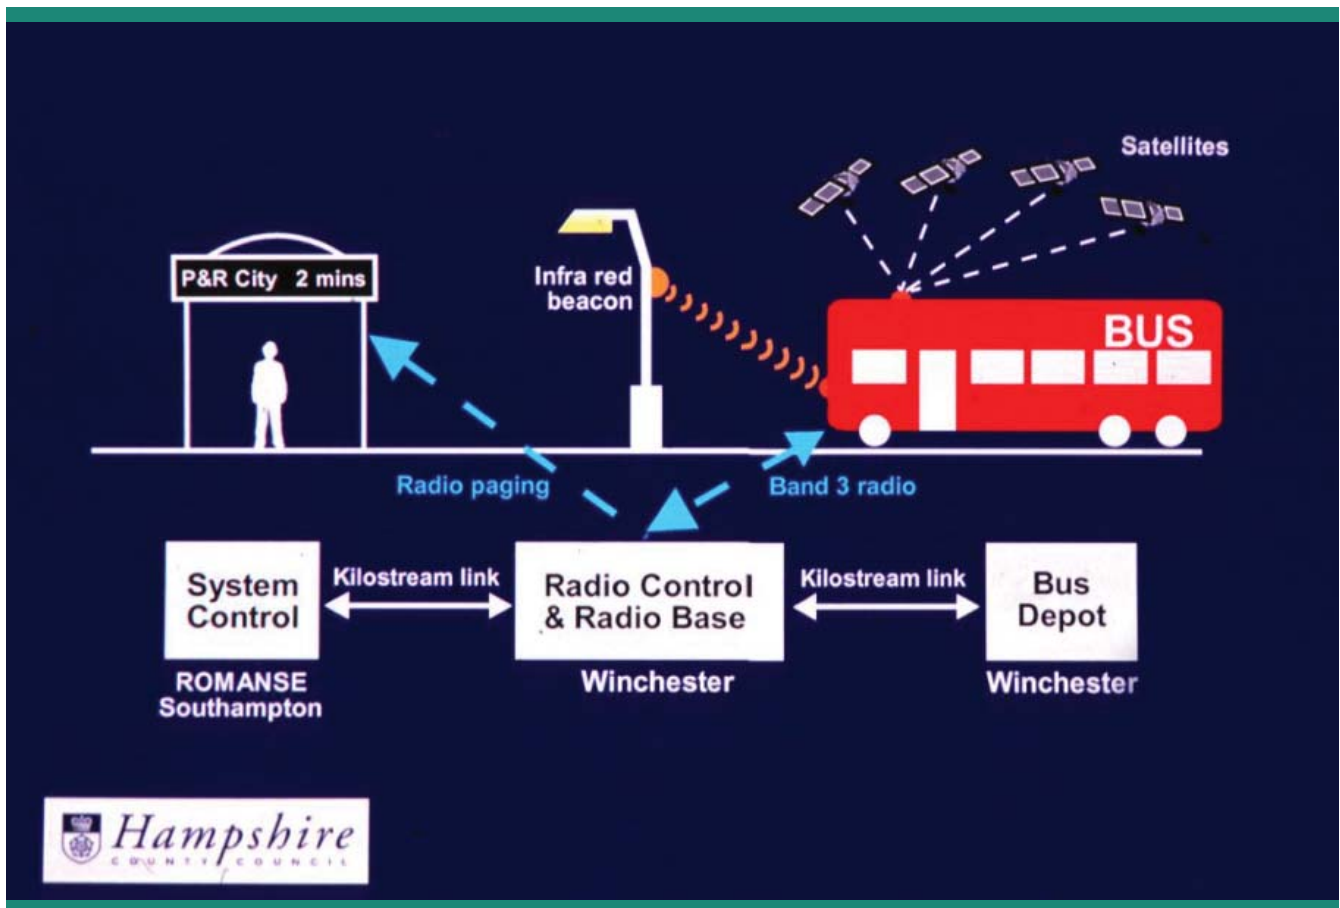 Satellites
P&R City 2 mins
Infra red
beacon
BUS
Radio paging
Band 3 radio
System
Control
Kilostream link
Radio Control
& Radio Base
Kilostream link
Bus
Depot
ROMANSE
Southampton
Winchester
Winchester
Hampshire
COUNTY COUNCIL